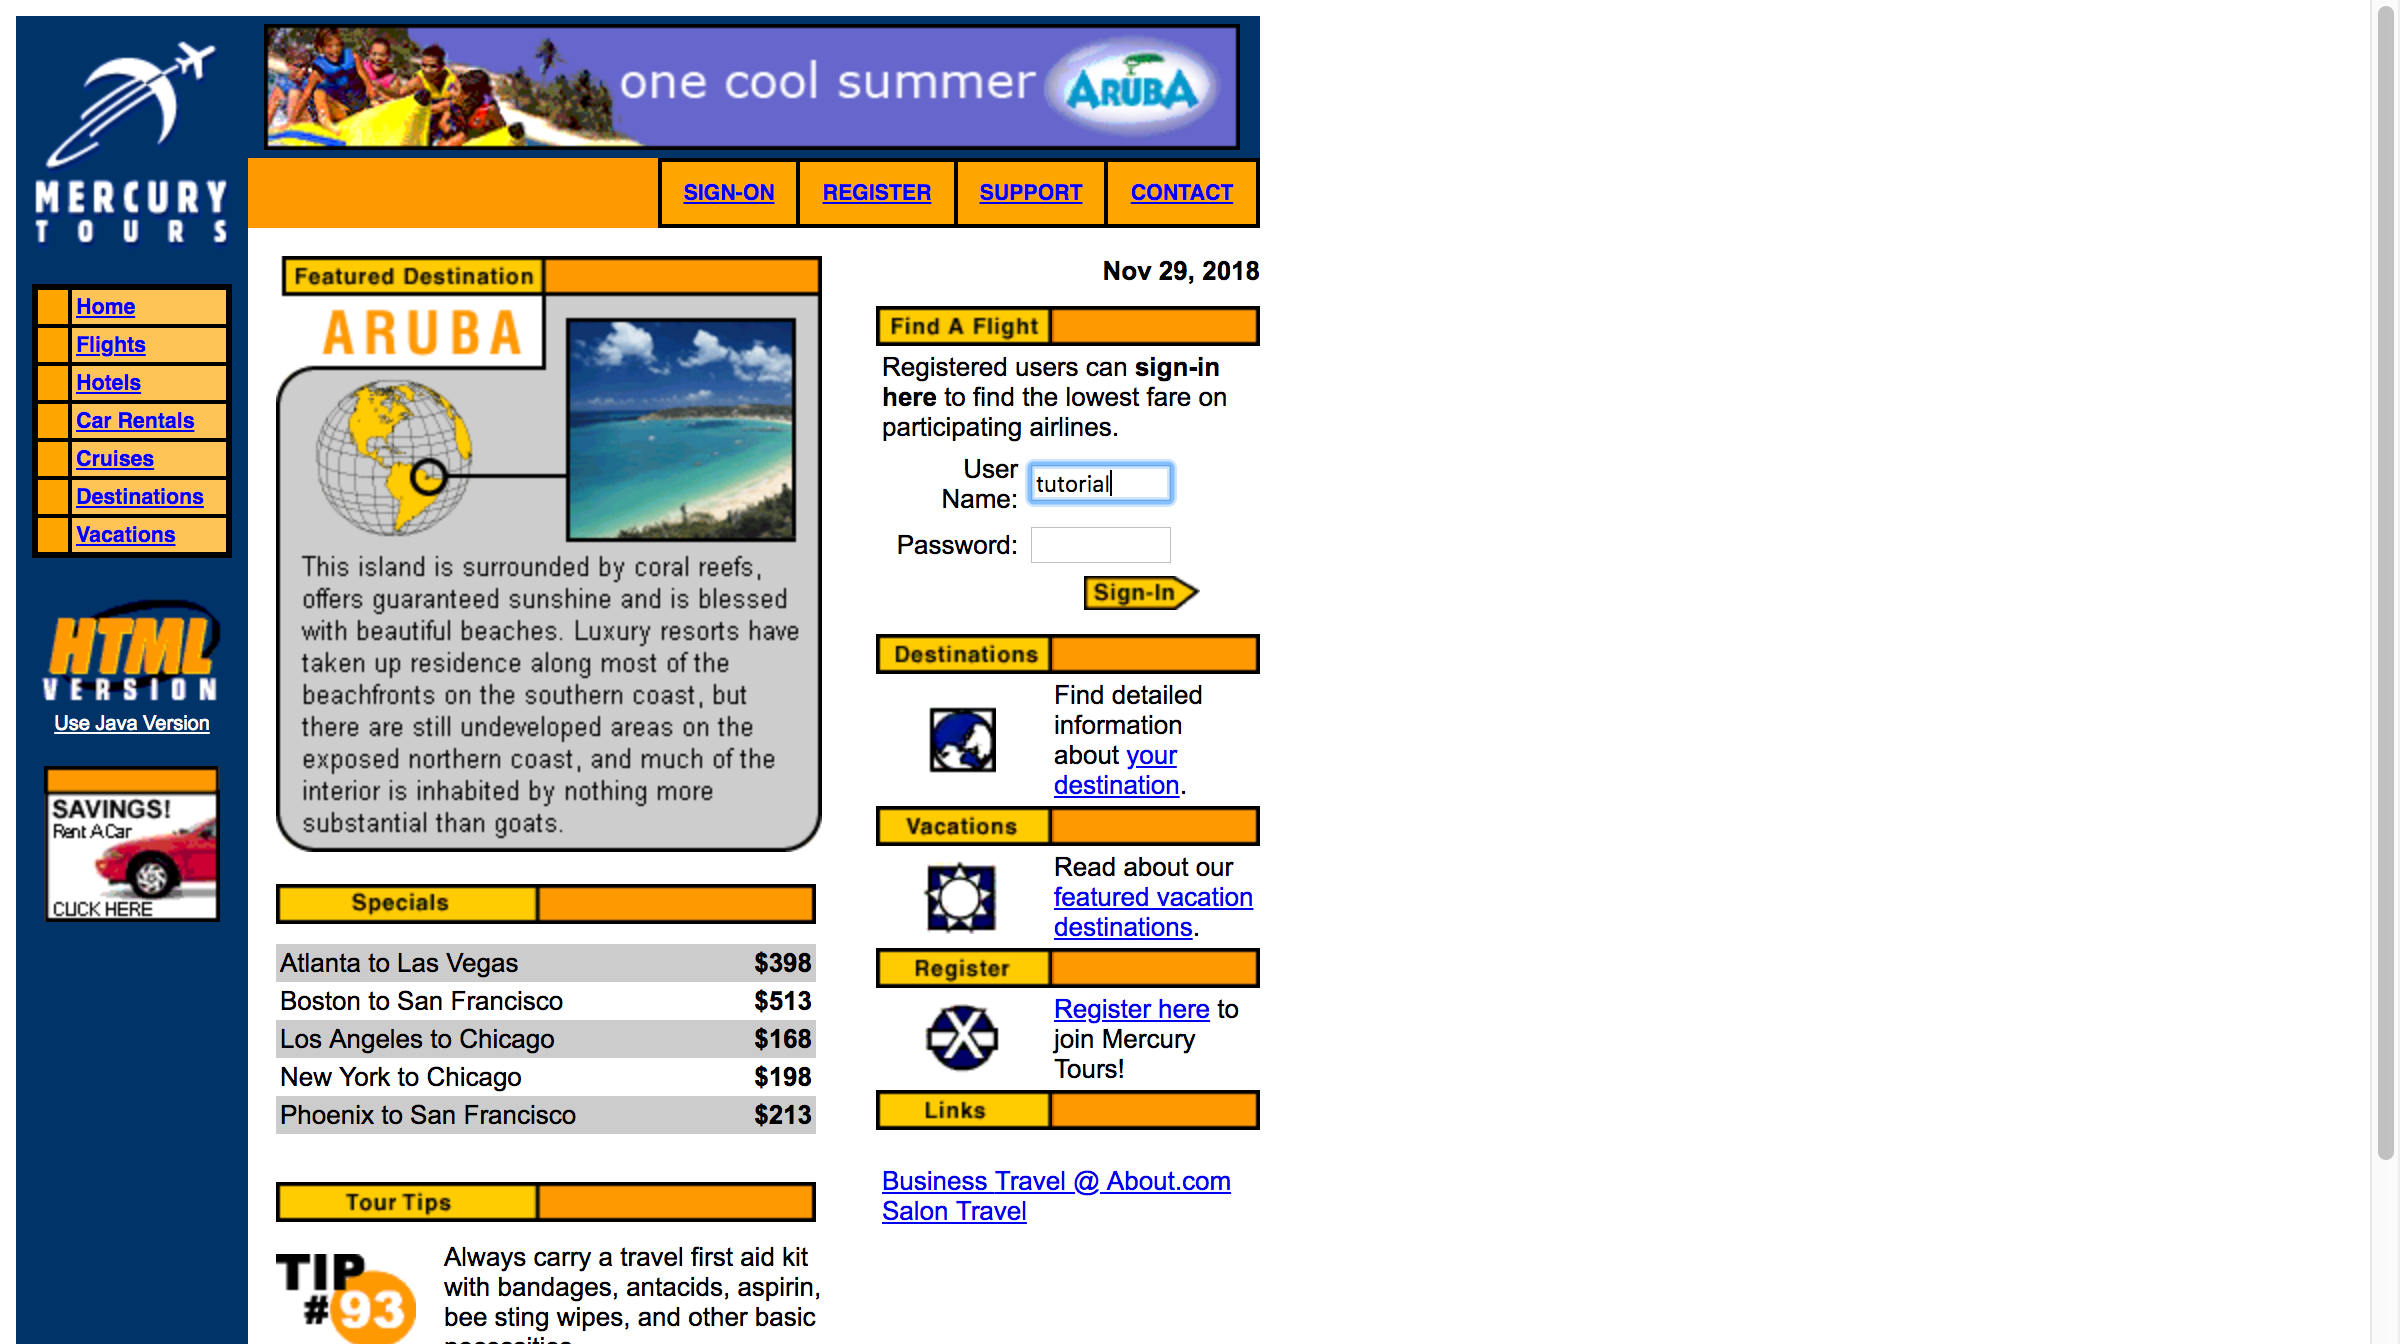 one cool summer
ARUBA
MERCURY
TOURS
SIGN-ON
REGISTER
SUPPORT
CONTACT
Home
Flights
Hotels
Car Rentals
Cruises
Destinations
Vacations
HTML
VERSION
Use Java Version
SAVINGS!
Rent A Car
CLICK HERE
Featured Destination
ARUBA
This island is surrounded by coral reefs,
offers guaranteed sunshine and is blessed
with beautiful beaches. Luxury resorts have
taken up residence along most of the
beachfronts on the southern coast, but
there are still undeveloped areas on the
exposed northern coast, and much of the
interior is inhabited by nothing more
substantial than goats.
Specials
Atlanta to Las Vegas $398
Boston to San Francisco $513
Los Angeles to Chicago $168
New York to Chicago $198
Phoenix to San Francisco $213
Tour Tips
TIP
#93
Always carry a travel first aid kit
with bandages, antacids, aspirin,
bee sting wipes, and other basic
Nov 29, 2018
Find A Flight
Registered users can sign-in
here to find the lowest fare on
participating airlines.
User
Name: tutorial
Password:
Sign-In
Destinations
Find detailed
information
about your
destination.
Vacations
Read about our
featured vacation
destinations.
Register
Register here to
join Mercury
Tours!
Links
Business Travel @ About.com
Salon Travel